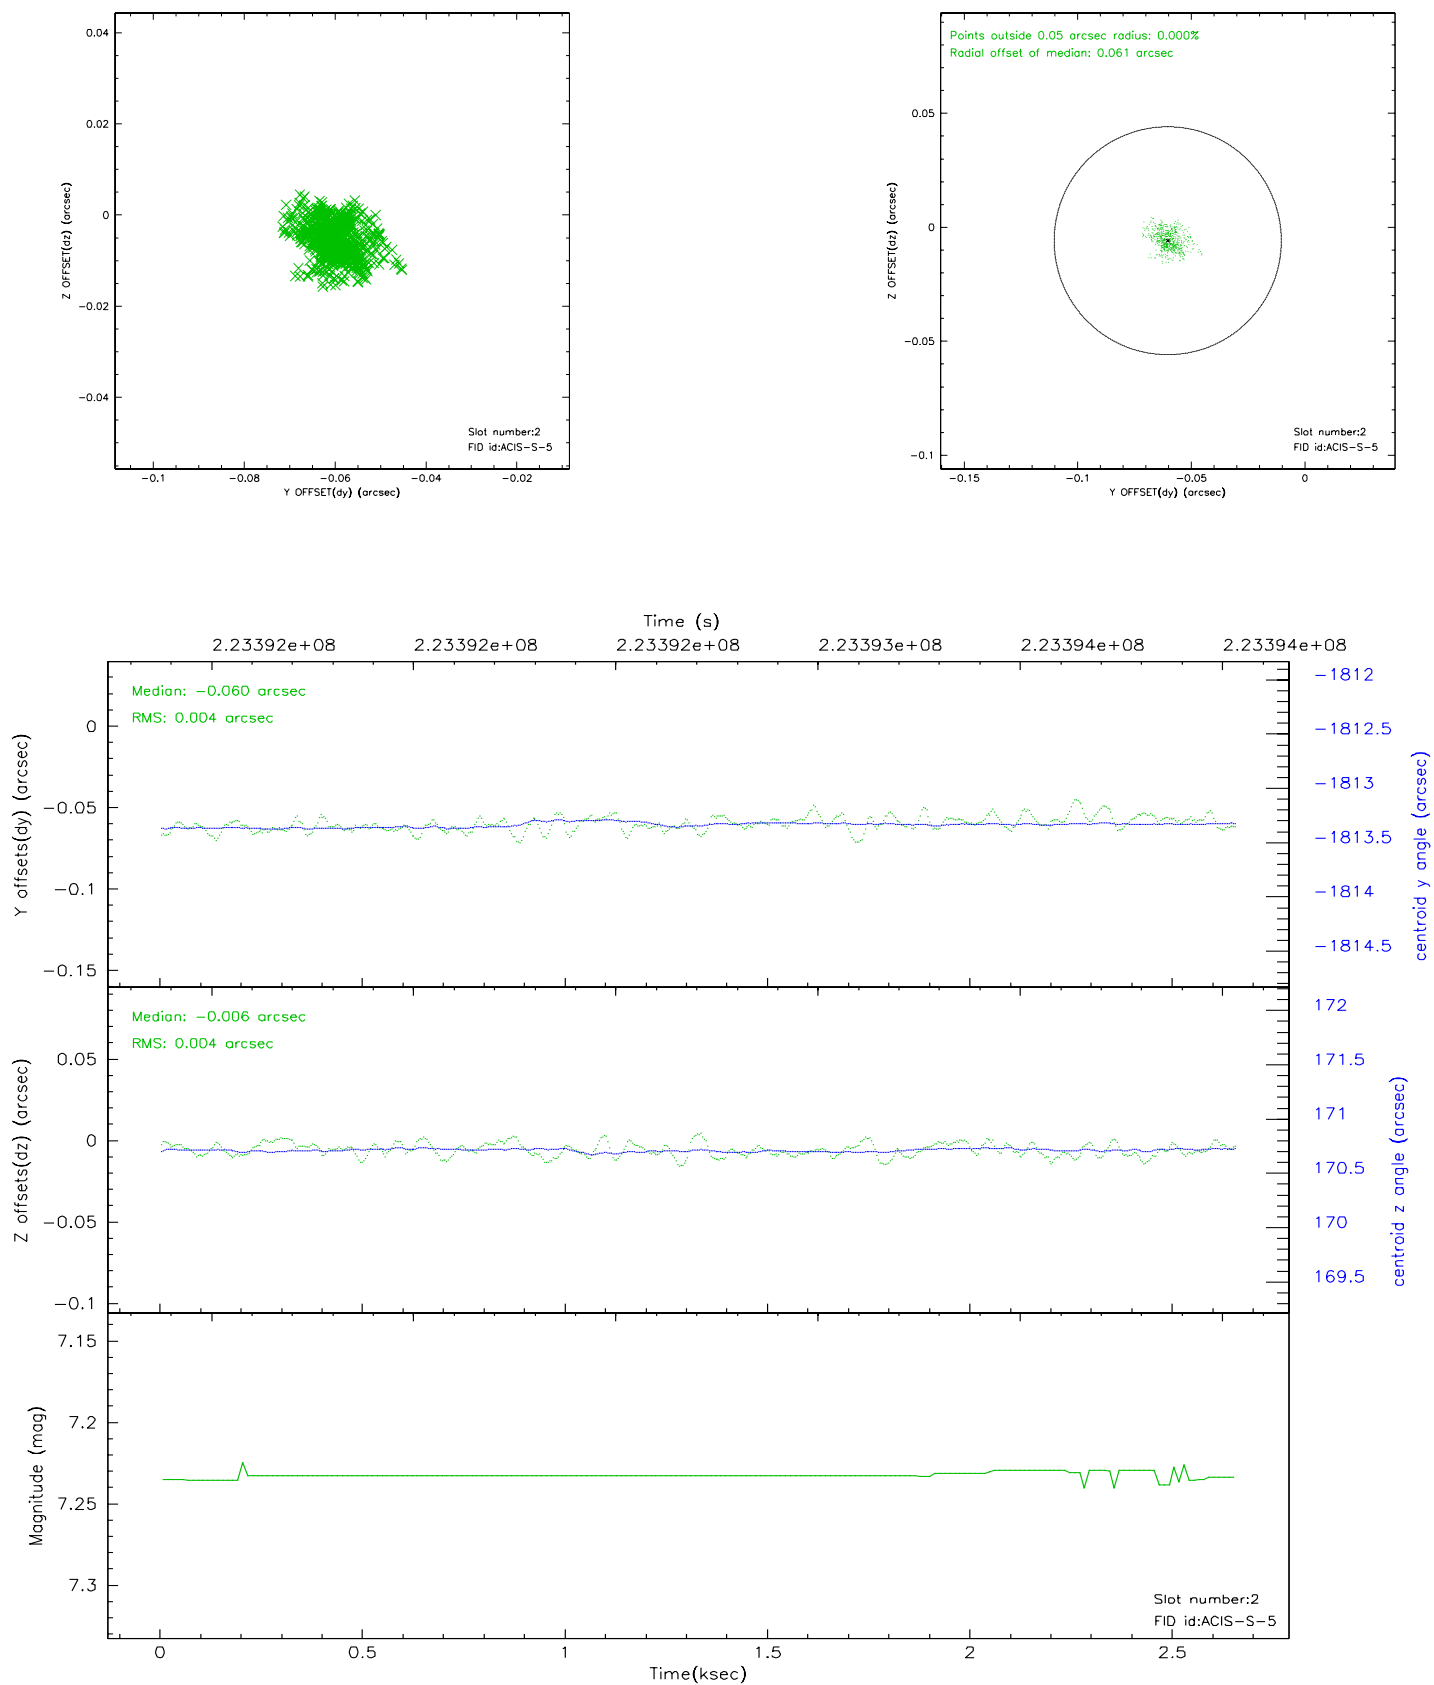 0.04
0.02
0
-0.02
-0.04
Z OFFSET(dz) (arcsec)
Slot number:2
FID id:ACIS-S-5
-0.1
-0.08
-0.06
-0.04
-0.02
Y OFFSET(dy) (arcsec)
Points outside 0.05 arcsec radius: 0.000%
Radial offset of median: 0.061 arcsec
0.05
0
-0.05
-0.1
Z OFFSET(dz) (arcsec)
Slot number:2
FID id:ACIS-S-5
-0.15
-0.1
-0.05
0
Y OFFSET(dy) (arcsec)
Time (s)
2.23392e+08
2.23392e+08
2.23392e+08
2.23393e+08
2.23394e+08
2.23394e+08
Median: -0.060 arcsec
RMS: 0.004 arcsec
0
-0.05
-0.1
-0.15
Y offsets(dy) (arcsec)
-1812
-1812.5
-1813
-1813.5
-1814
-1814.5
centroid y angle (arcsec)
Median: -0.006 arcsec
RMS: 0.004 arcsec
0.05
0
-0.05
-0.1
Z offsets(dz) (arcsec)
172
171.5
171
170.5
170
169.5
centroid z angle (arcsec)
7.15
7.2
7.25
7.3
Magnitude (mag)
Slot number:2
FID id:ACIS-S-5
0
0.5
1
1.5
2
2.5
Time(ksec)